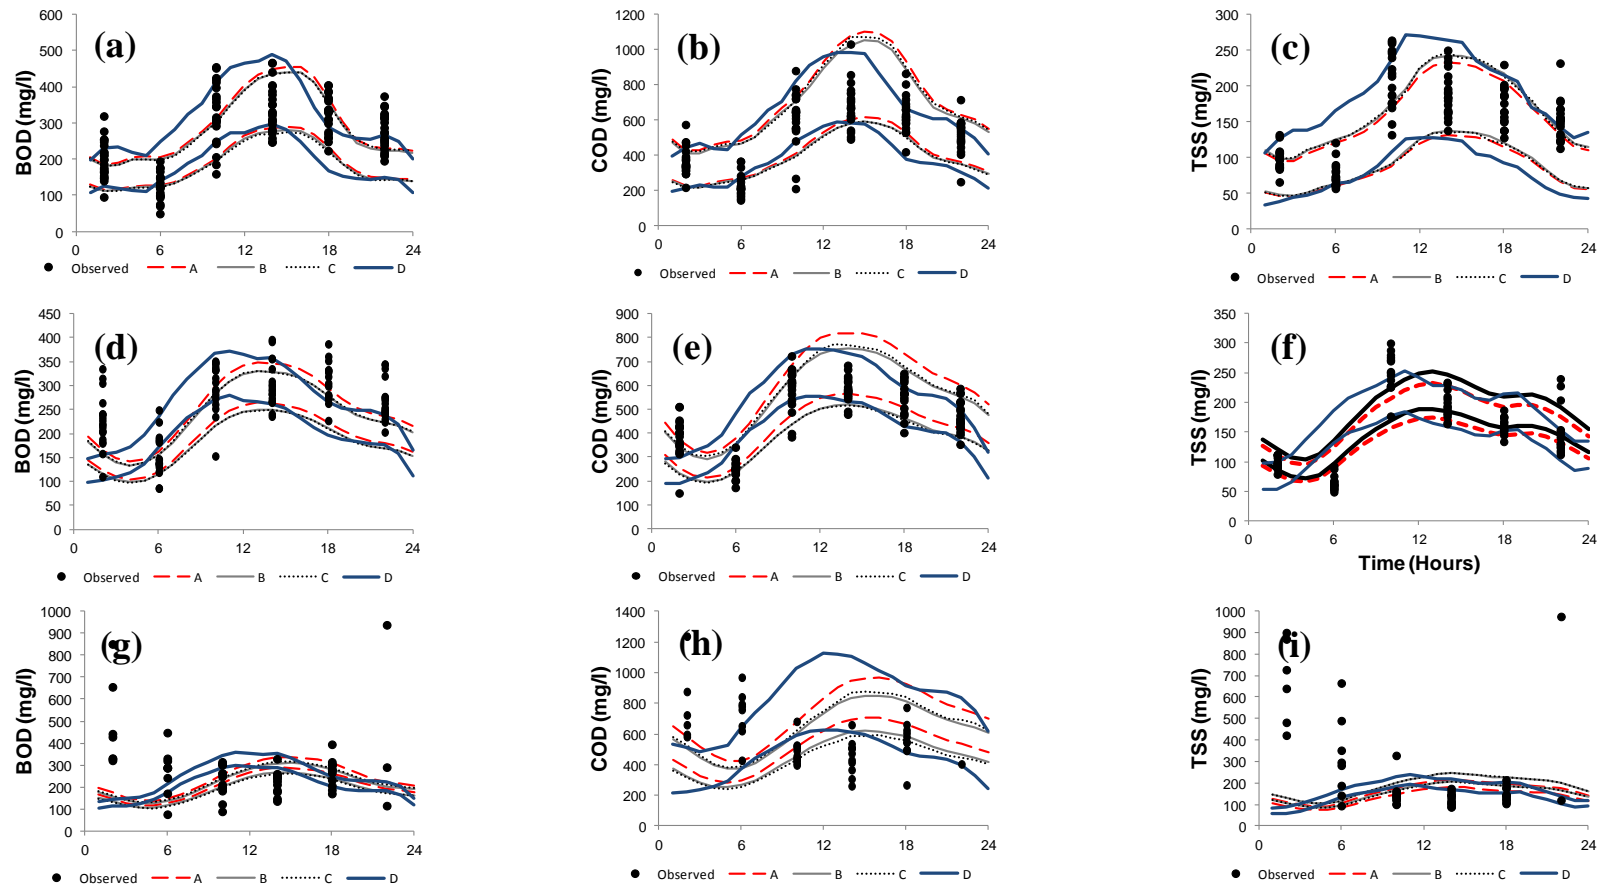 (a)
BOD (mg/l)
600
500
400
300
200
100
0
0 6 12 18 24
Observed A B C D
(b)
COD (mg/l)
1200
1000
800
600
400
200
0
0 6 12 18 24
Observed A B C D
(c)
TSS (mg/l)
300
250
200
150
100
50
0
0 6 12 18 24
Observed A B C D
(d)
BOD (mg/l)
450
400
350
300
250
200
150
100
50
0
0 6 12 18 24
Observed A B C D
(e)
COD (mg/l)
900
800
700
600
500
400
300
200
100
0
0 6 12 18 24
Observed A B C D
(f)
TSS (mg/l)
350
300
250
200
150
100
50
0
0 6 12 18 24
Time (Hours)
(g)
BOD (mg/l)
1000
900
800
700
600
500
400
300
200
100
0
0 6 12 18 24
Observed A B C D
(h)
COD (mg/l)
1400
1200
1000
800
600
400
200
0
0 6 12 18 24
Observed A B C D
(i)
TSS (mg/l)
1000
900
800
700
600
500
400
300
200
100
0
0 6 12 18 24
Observed A B C D